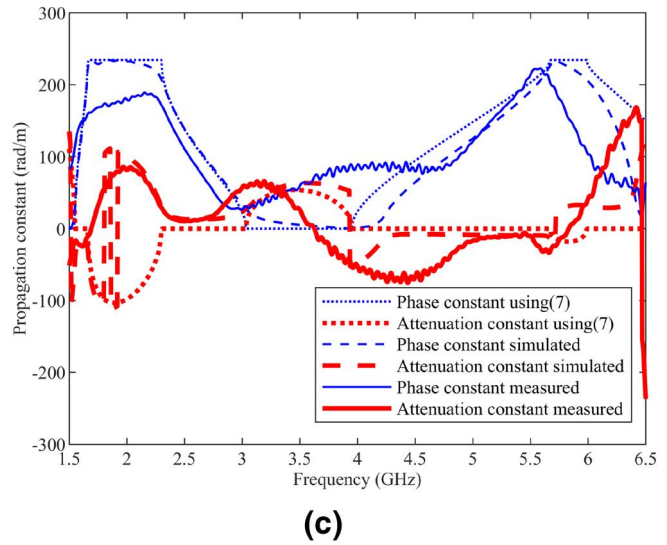 300
200
100
0
-100
-200
-300
Propagation constant (rad/m)
Phase constant using(7)
Attenuation constant using(7)
Phase constant simulated
Attenuation constant simulated
Phase constant measured
Attenuation constant measured
1.5 2 2.5 3 3.5 4 4.5 5 5.5 6 6.5
Frequency (GHz)
(c)